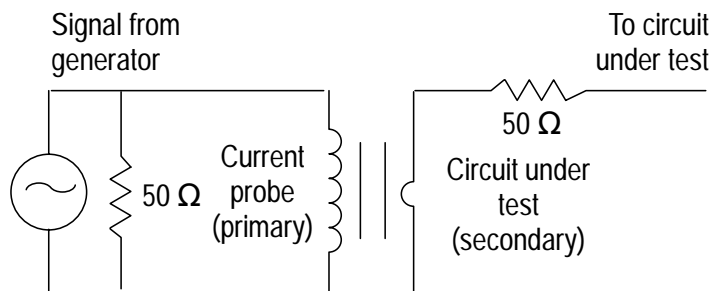 Signal from
generator
To circuit
under test
50 Ω
50 Ω
Current
probe
(primary)
Circuit under
test
(secondary)